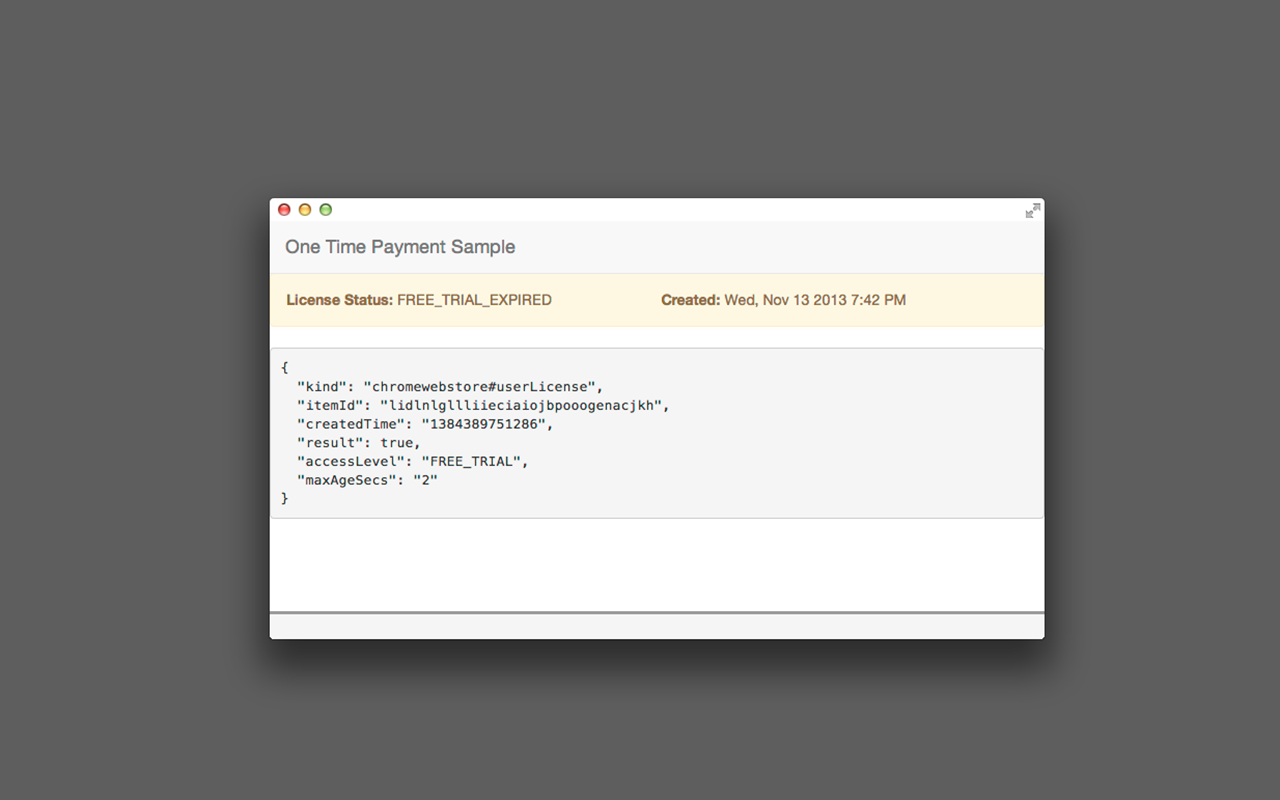 One Time Payment Sample
License Status: FREE_TRIAL_EXPIRED Created: Wed, Nov 13 2013 7:42 PM
{
"kind": "chromewebstore#userLicense",
"itemId": "lidlnlglllliieciaiojbpooogenacjkh",
"createdTime": "1384389751286",
"result": true,
"accessLevel": "FREE_TRIAL",
"maxAgeSecs": "2"
}